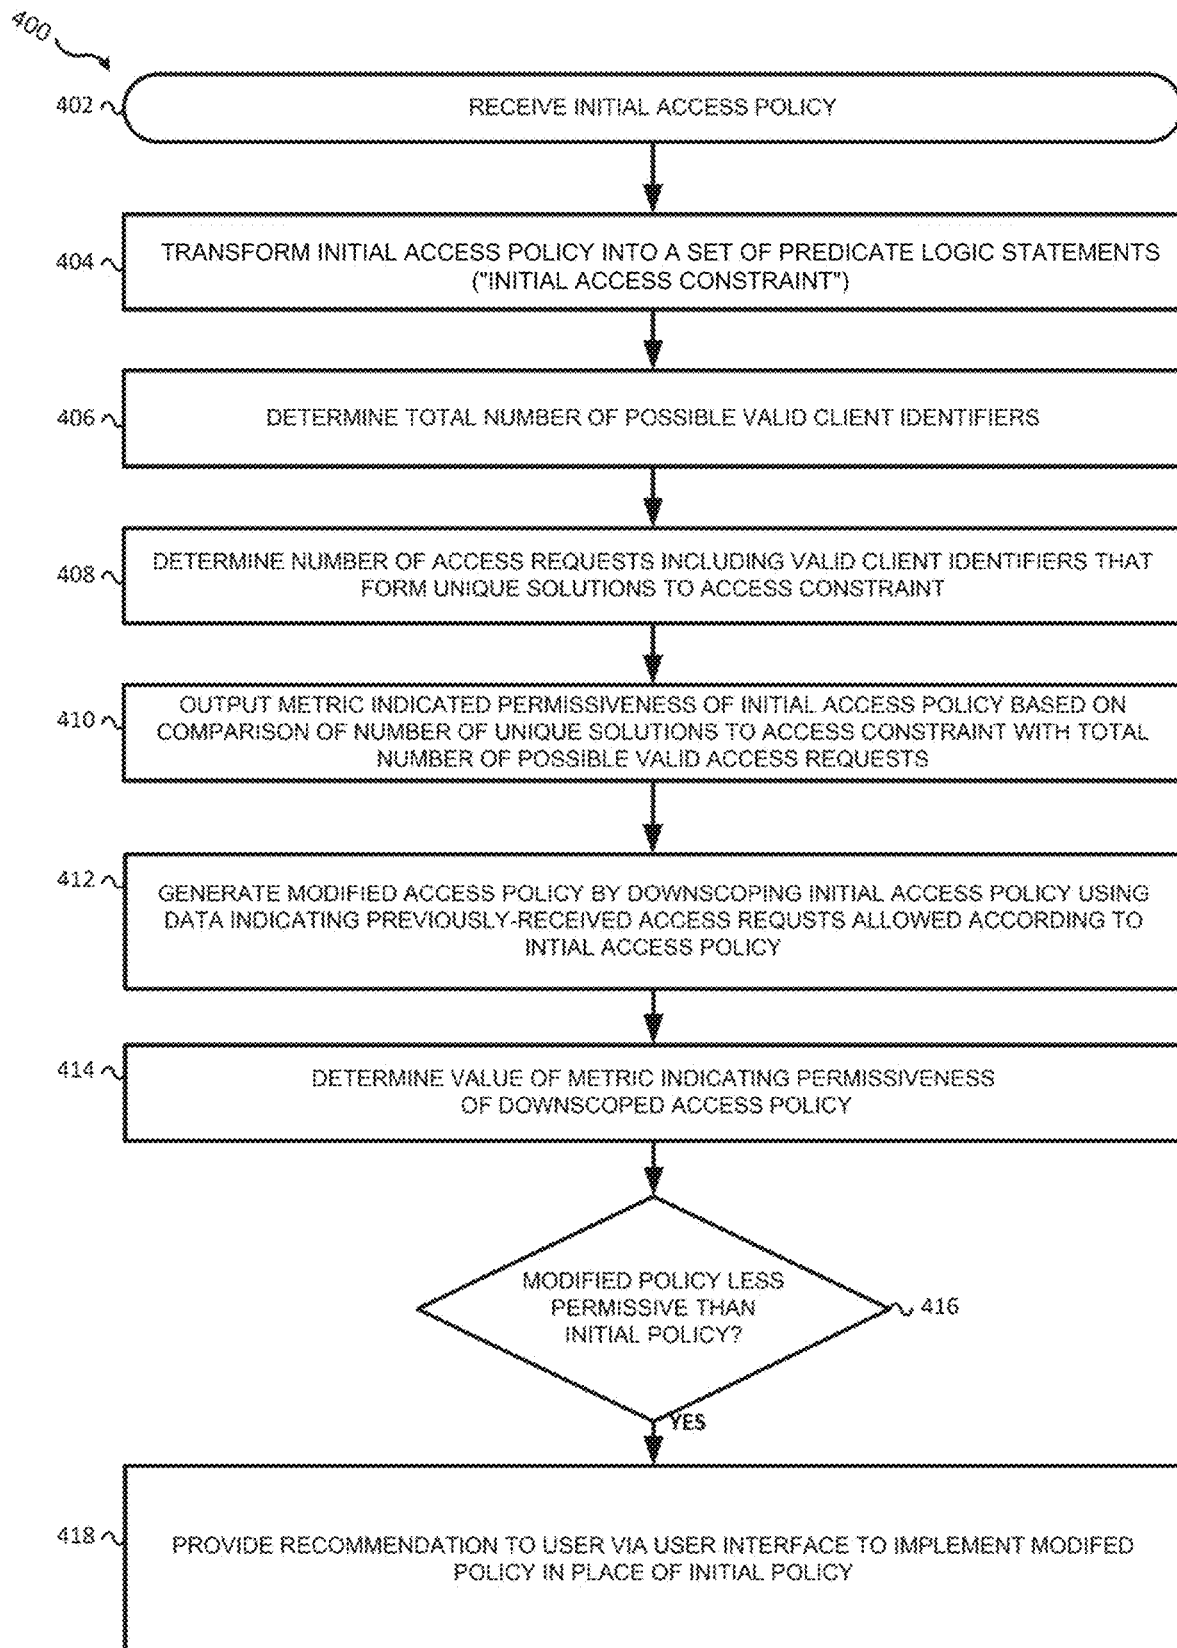 400
402
RECEIVE INITIAL ACCESS POLICY
404
TRANSFORM INITIAL ACCESS POLICY INTO A SET OF PREDICATE LOGIC STATEMENTS
("INITIAL ACCESS CONSTRAINT")
406
DETERMINE TOTAL NUMBER OF POSSIBLE VALID CLIENT IDENTIFIERS
408
DETERMINE NUMBER OF ACCESS REQUESTS INCLUDING VALID CLIENT IDENTIFIERS THAT
FORM UNIQUE SOLUTIONS TO ACCESS CONSTRAINT
410
OUTPUT METRIC INDICATED PERMISSIVENESS OF INITIAL ACCESS POLICY BASED ON
COMPARISON OF NUMBER OF UNIQUE SOLUTIONS TO ACCESS CONSTRAINT WITH TOTAL
NUMBER OF POSSIBLE VALID ACCESS REQUESTS
412
GENERATE MODIFIED ACCESS POLICY BY DOWNSCOPING INITIAL ACCESS POLICY USING
DATA INDICATING PREVIOUSLY-RECEIVED ACCESS REQUSTS ALLOWED ACCORDING TO
INTIAL ACCESS POLICY
414
DETERMINE VALUE OF METRIC INDICATING PERMISSIVENESS
OF DOWNSCOPED ACCESS POLICY
MODIFIED POLICY LESS
PERMISSIVE THAN
INITIAL POLICY?
416
YES
418
PROVIDE RECOMMENDATION TO USER VIA USER INTERFACE TO IMPLEMENT MODIFED
POLICY IN PLACE OF INITIAL POLICY